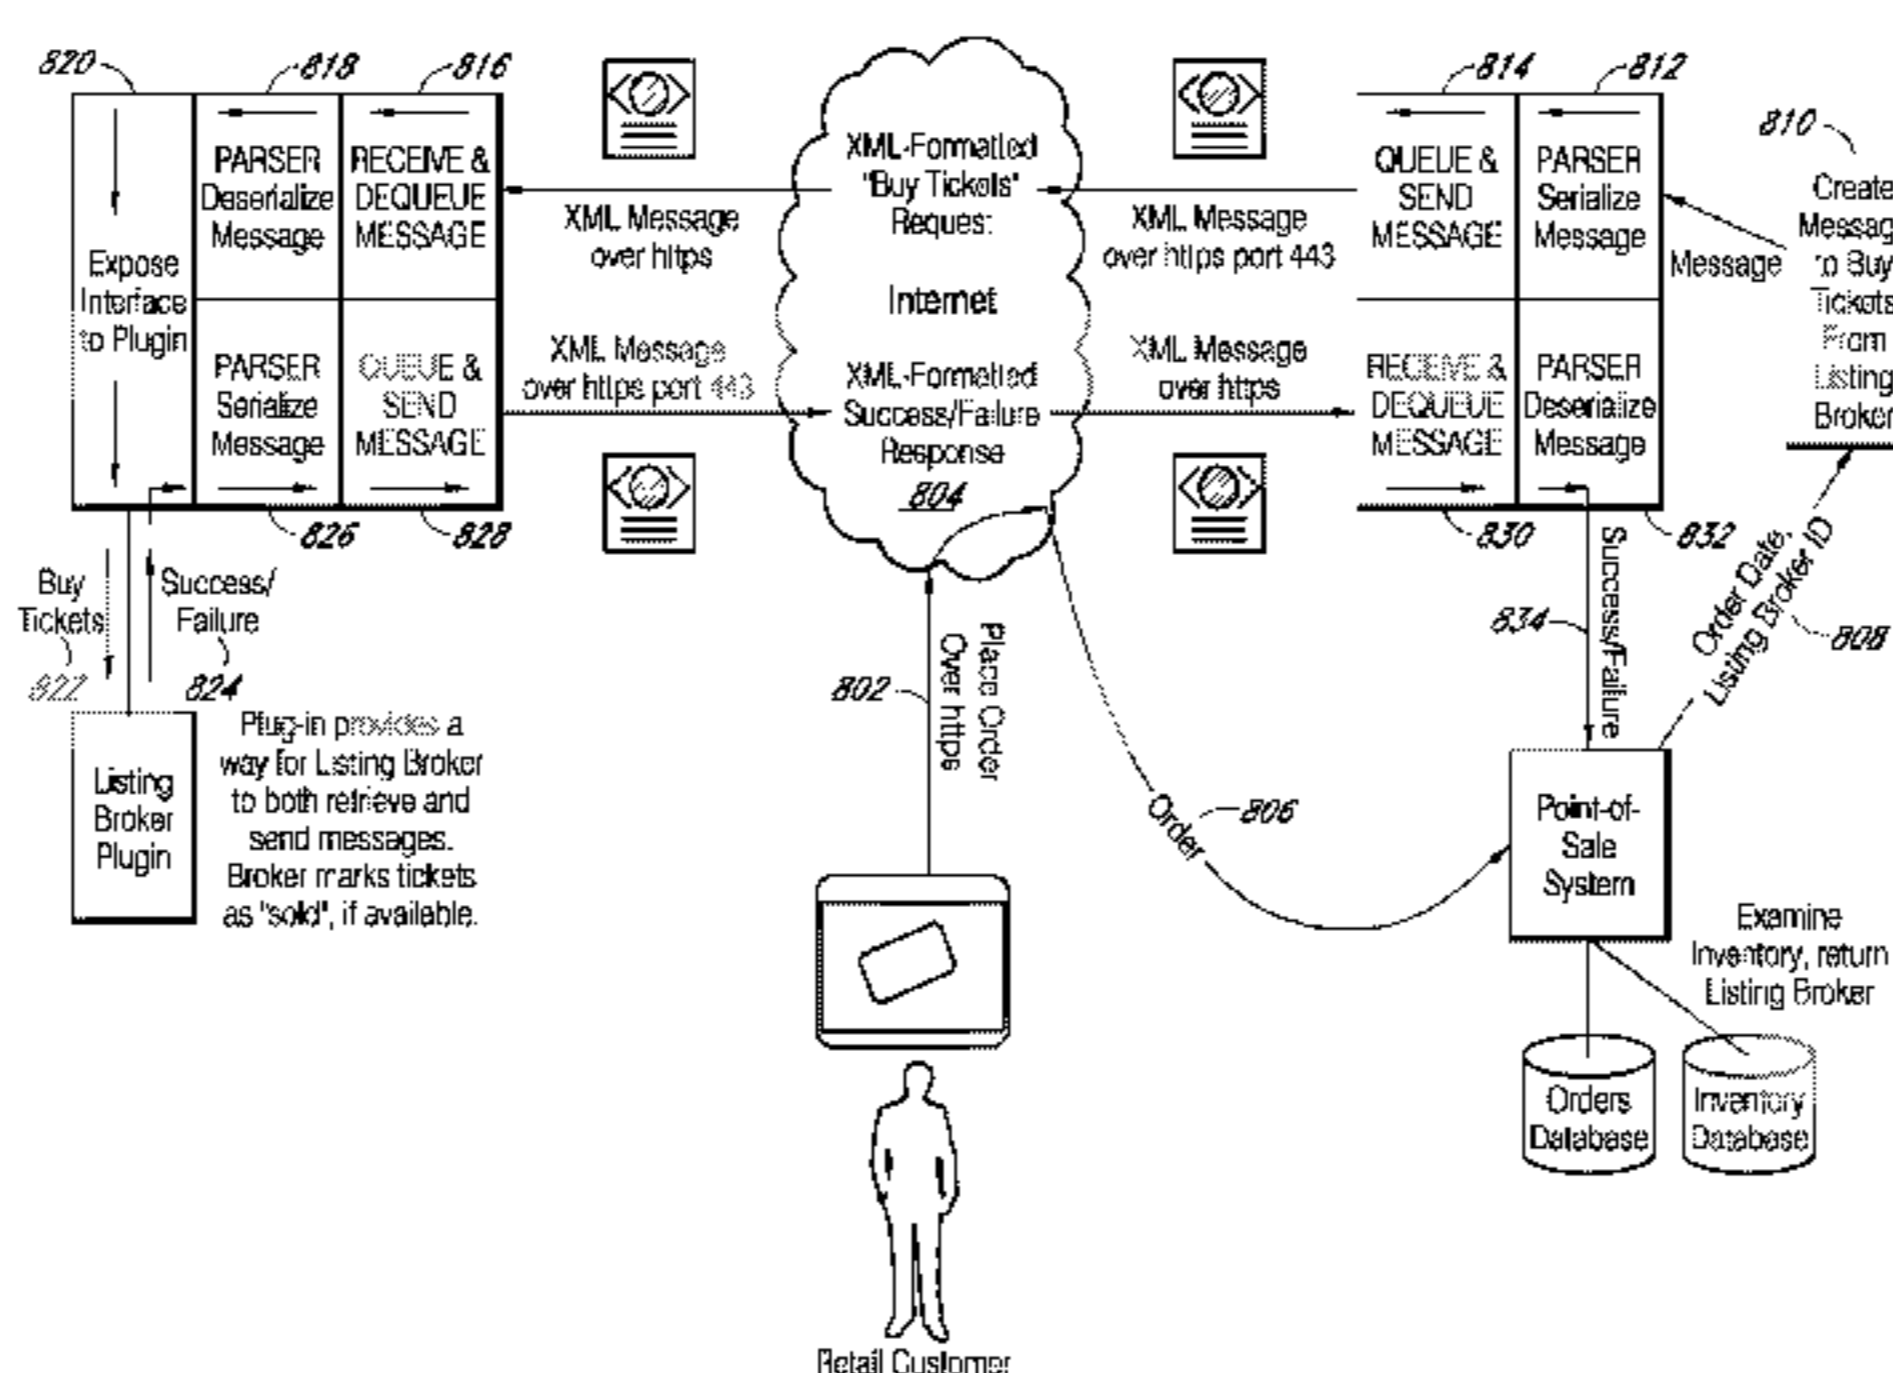 820
818
816
814
812
810
Expose
Interface
to Plugin
PARSER
Deserialize
Message
RECEIVE &
DEQUEUE
MESSAGE
XML Message
over https
XML-Formatted
"Buy Tickets"
Request
Internet
XML-Formatted
Success/Failure
Response
804
XML Message
over https port 443
QUEUE &
SEND
MESSAGE
PARSER
Serialize
Message
Message
Create
Messag
to Buy
Tickets
From
Listing
Broker
PARSER
Serialize
Message
QUEUE &
SEND
MESSAGE
XML Message
over https port 443
XML Message
over https
RECEIVE &
DEQUEUE
MESSAGE
PARSER
Deserialize
Message
826
828
830
832
Buy
Tickets
822
Success/
Failure
824
802
Place Order
Over https
834
Success/Failure
Order Date,
Listing Broker ID
808
Listing
Broker
Plugin
Plug-in provides a
way for Listing Broker
to both retrieve and
send messages.
Broker marks tickets
as "sold", if available.
Order
806
Point-of-
Sale
System
Examine
Inventory, return
Listing Broker
Orders
Database
Inventory
Database
Retail Customer